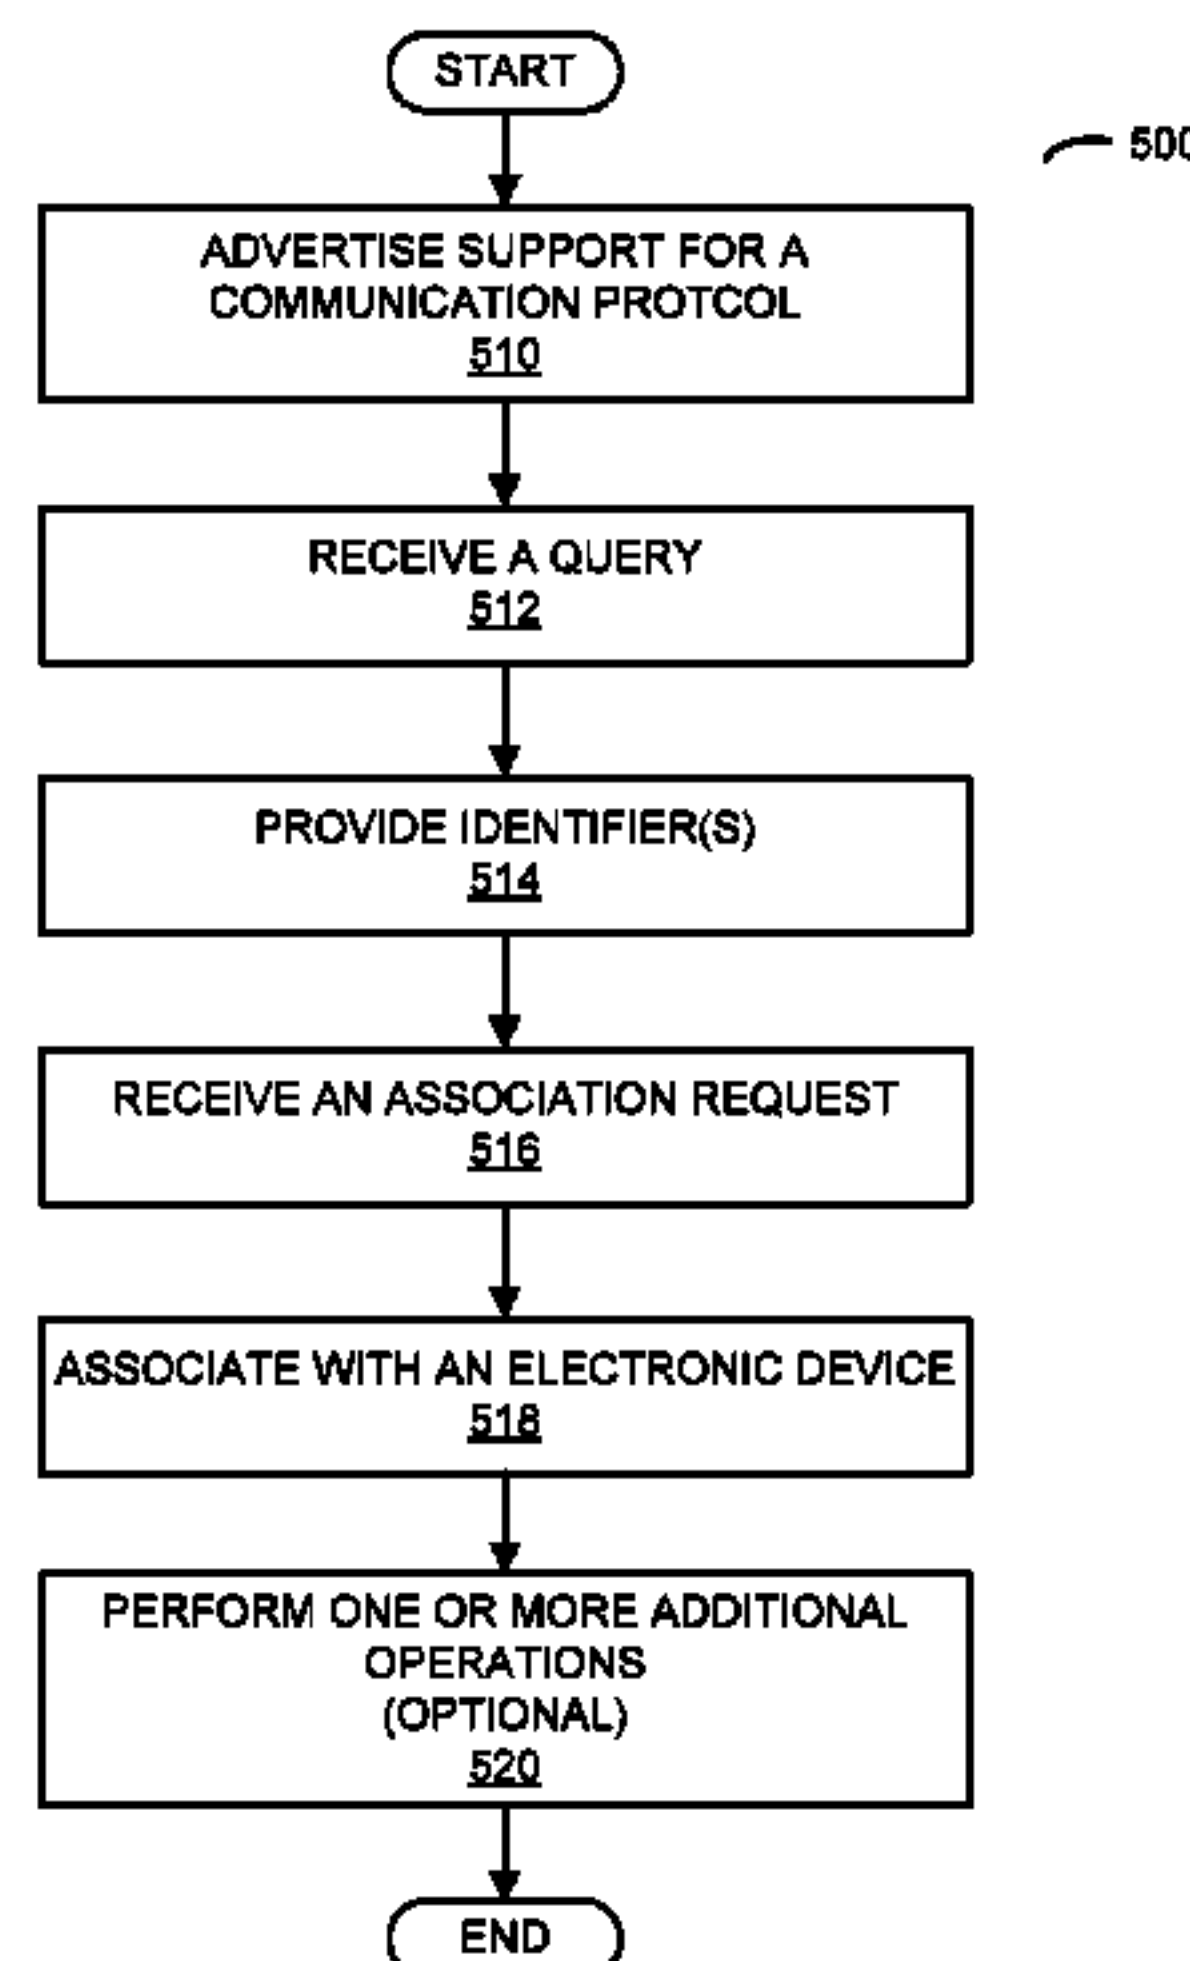 START
500
ADVERTISE SUPPORT FOR A
COMMUNICATION PROTCOL
510
RECEIVE A QUERY
512
PROVIDE IDENTIFIER(S)
514
RECEIVE AN ASSOCIATION REQUEST
516
ASSOCIATE WITH AN ELECTRONIC DEVICE
518
PERFORM ONE OR MORE ADDITIONAL
OPERATIONS
(OPTIONAL)
520
END